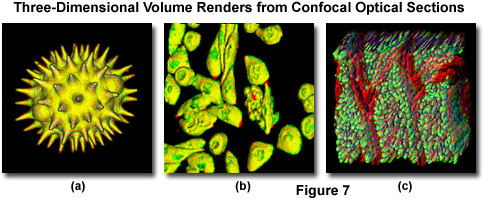 Three-Dimensional Volume Renders from Confocal Optical Sections
(a) (b) Figure 7 (c)